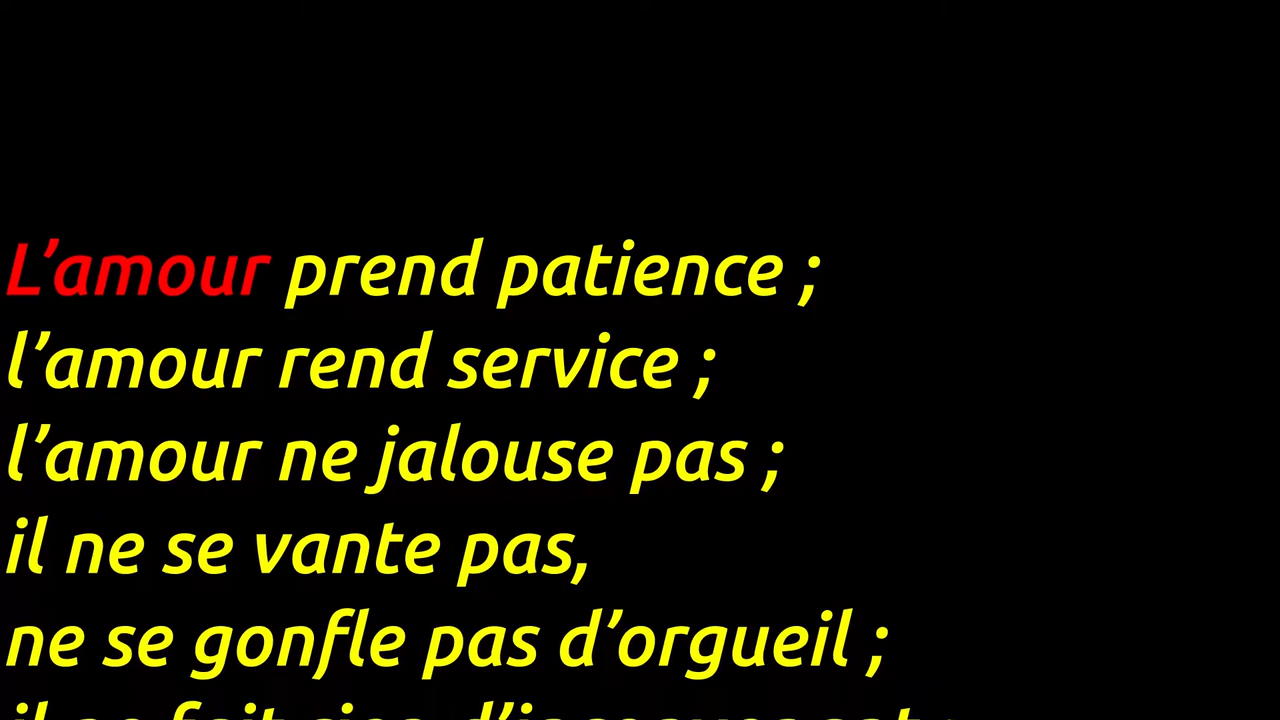 L’amour prend patience ;
l’amour rend service ;
l’amour ne jalouse pas ;
il ne se vante pas,
ne se gonfle pas d’orgueil ;